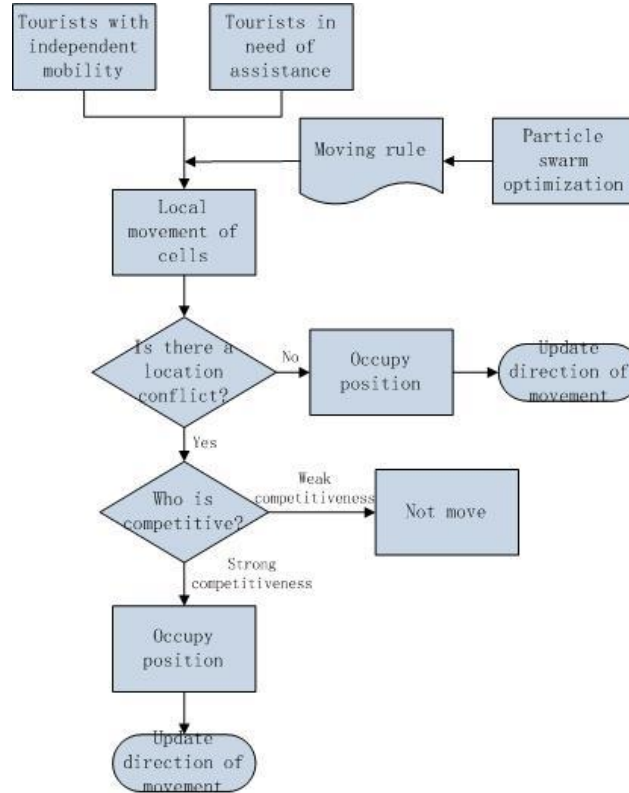 Tourists with
independent
mobility
Tourists in
need of
assistance
Moving rule
Particle
swarm
optimization
Local
movement of
cells
Is there a
location
conflict?
No
Occupy
position
Update
direction of
movement
Yes
Who is
competitive?
Weak
competitiveness
Not move
Strong
competitiveness
Occupy
position
Update
direction of
movement